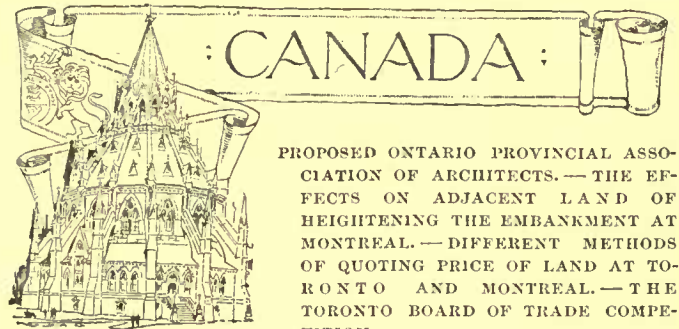 : CANADA :
PROPOSED ONTARIO PROVINCIAL ASSO-
CIATION OF ARCHITECTS. — THE EF-
FECTS ON ADJACENT LAND OF
HEIGHTENING THE EMBANKMENT AT
MONTREAL. — DIFFERENT METHODS
OF QUOTING PRICE OF LAND AT TO-
RONTO AND MONTREAL. — THE
TORONTO BOARD OF TRADE COMPE-